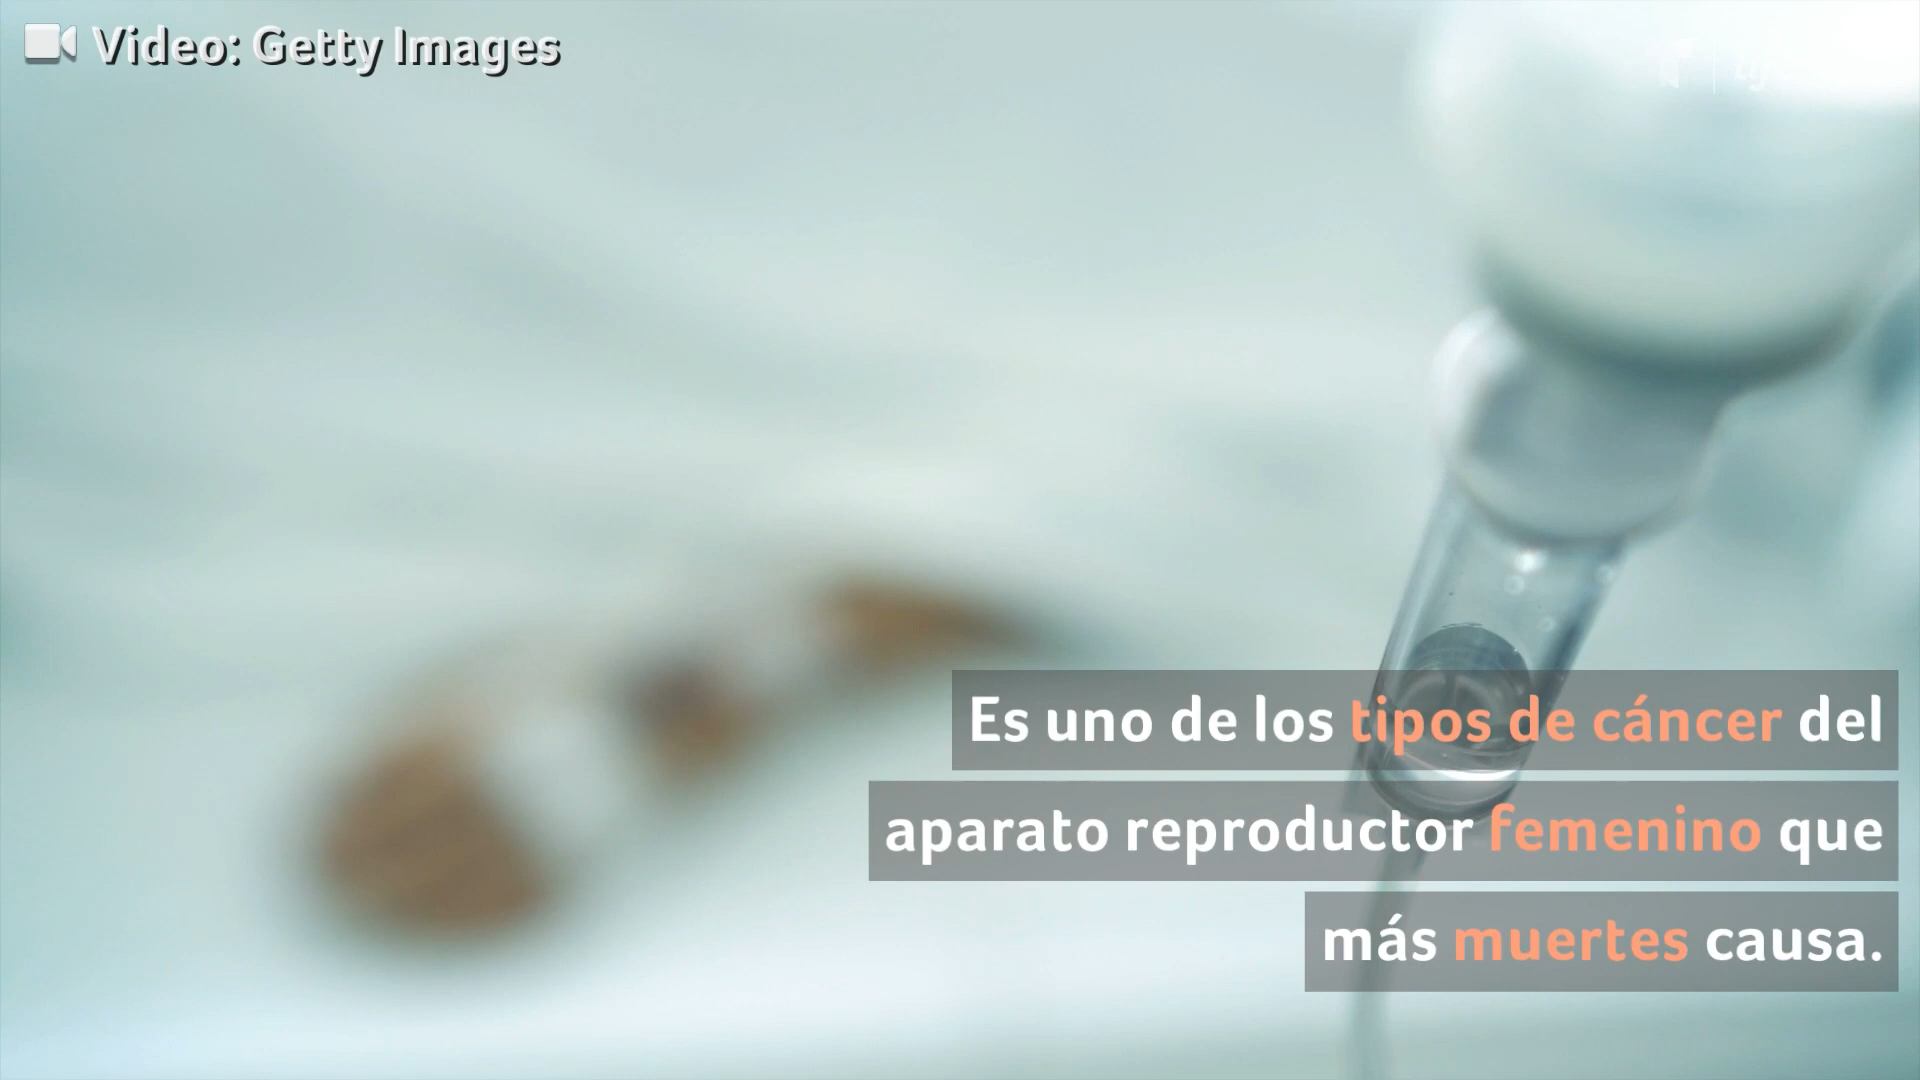 Video: Getty Images
Es uno de los tipos de cáncer del
aparato reproductor femenino que
más muertes causa.